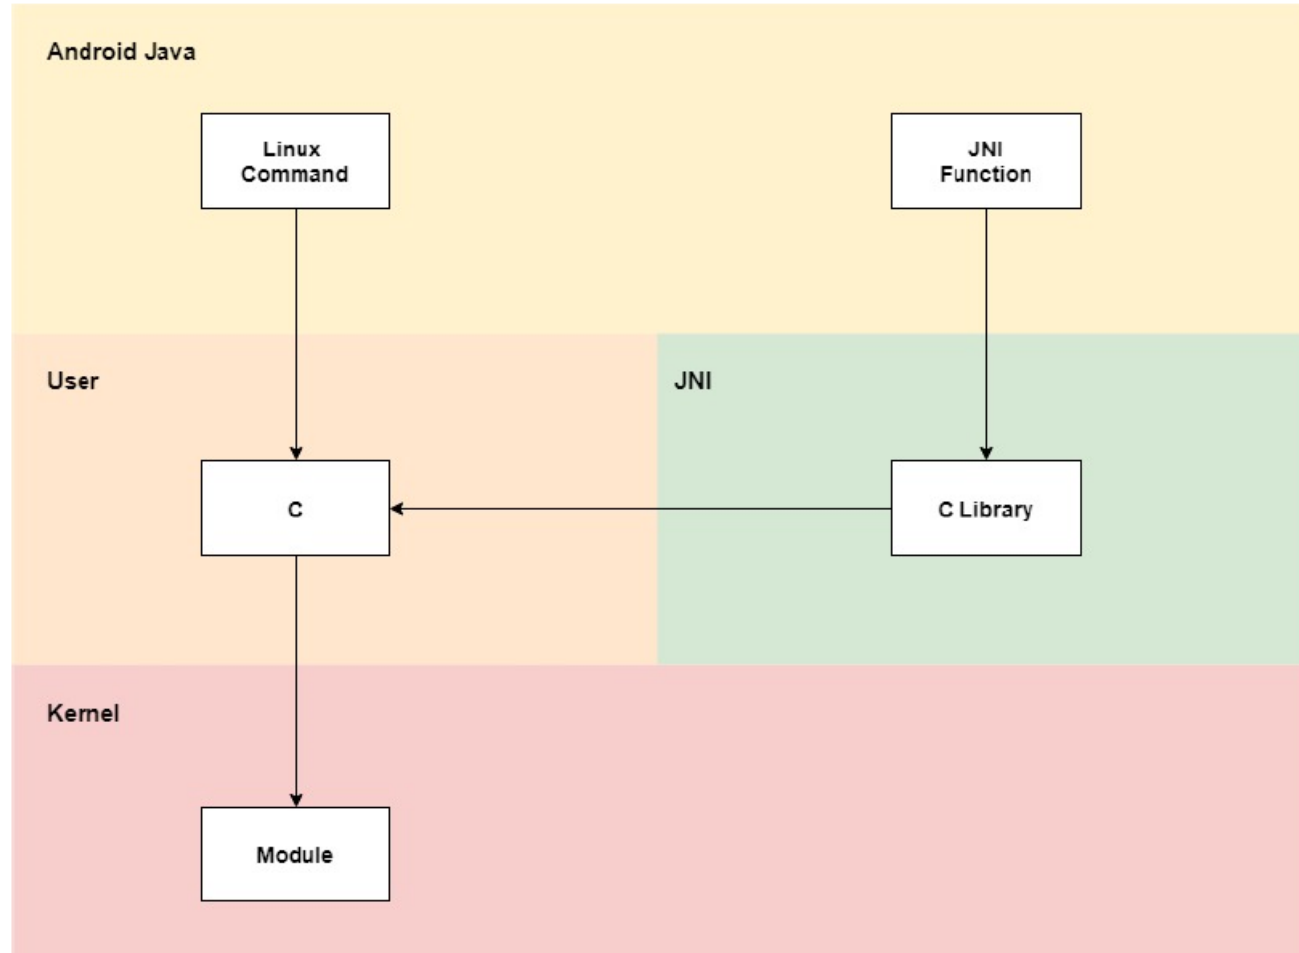 Android Java
Linux
Command
JNI
Function
User
JNI
C
C Library
Kernel
Module